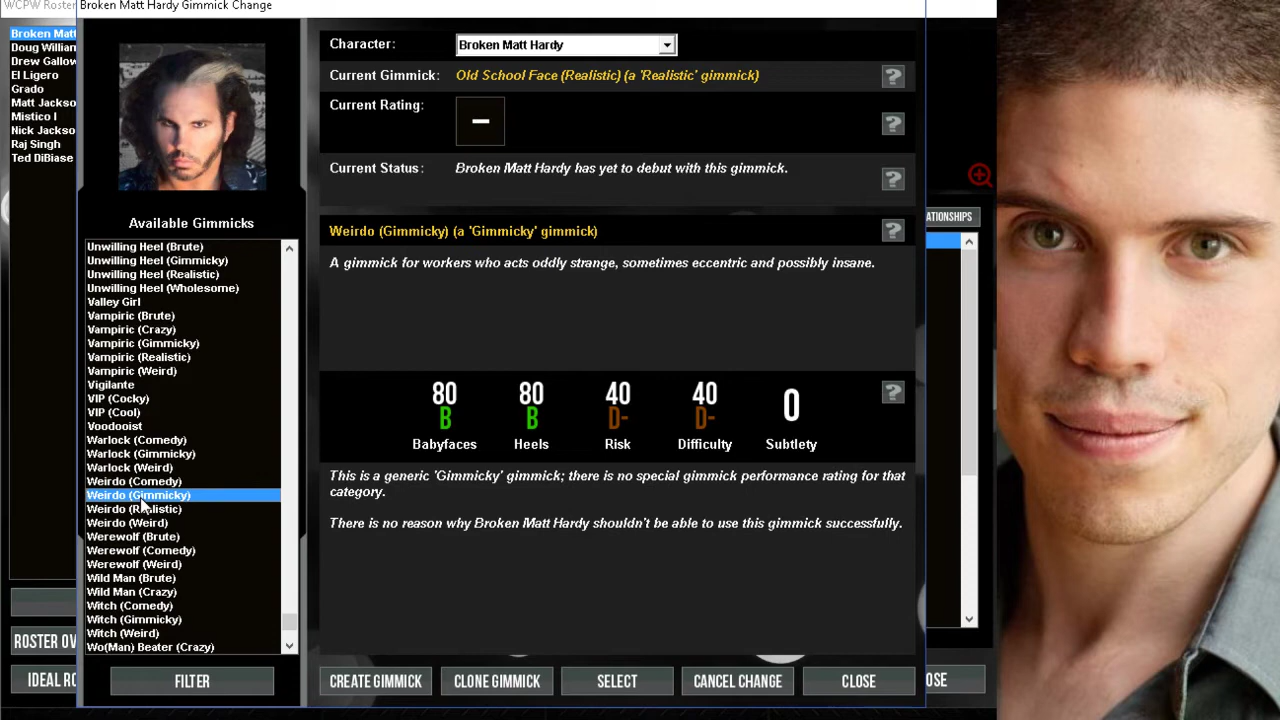 WCPW Roster
Broken Matt Hardy Gimmick Change
Broken Matt
Doug William
Drew Gallow
El Ligero
Grado
Matt Jackso
Mistico I
Nick Jackso
Raj Singh
Ted DiBiase
ROSTER OV
IDEAL RO
Available Gimmicks
Unwilling Heel (Brute)
Unwilling Heel (Gimmicky)
Unwilling Heel (Realistic)
Unwilling Heel (Wholesome)
Valley Girl
Vampiric (Brute)
Vampiric (Crazy)
Vampiric (Gimmicky)
Vampiric (Realistic)
Vampiric (Weird)
Vigilante
VIP (Cocky)
VIP (Cool)
Voodooist
Warlock (Comedy)
Warlock (Gimmicky)
Warlock (Weird)
Weirdo (Comedy)
Weirdo (Gimmicky)
Weirdo (Realistic)
Weirdo (Weird)
Werewolf (Brute)
Werewolf (Comedy)
Werewolf (Weird)
Wild Man (Brute)
Wild Man (Crazy)
Witch (Comedy)
Witch (Gimmicky)
Witch (Weird)
Wo(Man) Beater (Crazy)
FILTER
Character: Broken Matt Hardy
Current Gimmick: Old School Face (Realistic) (a 'Realistic' gimmick) ?
Current Rating: – ?
Current Status: Broken Matt Hardy has yet to debut with this gimmick. ?
Weirdo (Gimmicky) (a 'Gimmicky' gimmick) ?
A gimmick for workers who acts oddly strange, sometimes eccentric and possibly insane.
80 80 40 40 0 ?
B B D- D-
Babyfaces Heels Risk Difficulty Subtlety
This is a generic 'Gimmicky' gimmick; there is no special gimmick performance rating for that
category.
There is no reason why Broken Matt Hardy shouldn't be able to use this gimmick successfully.
CREATE GIMMICK CLONE GIMMICK SELECT CANCEL CHANGE CLOSE
ATIONSHIPS
OSE